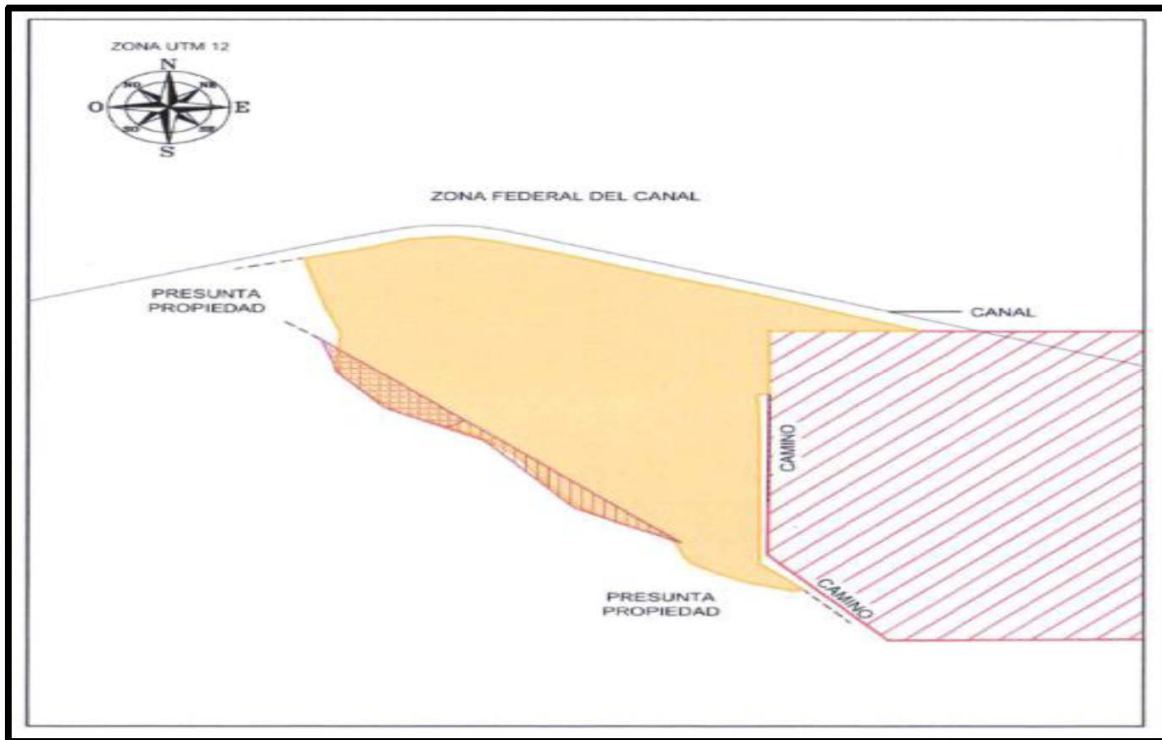 ZONA UTM 12
N
NO
NE
O
E
SO
SE
S
ZONA FEDERAL DEL CANAL
PRESUNTA
PROPIEDAD
CANAL
CAMINO
CAMINO
PRESUNTA
PROPIEDAD